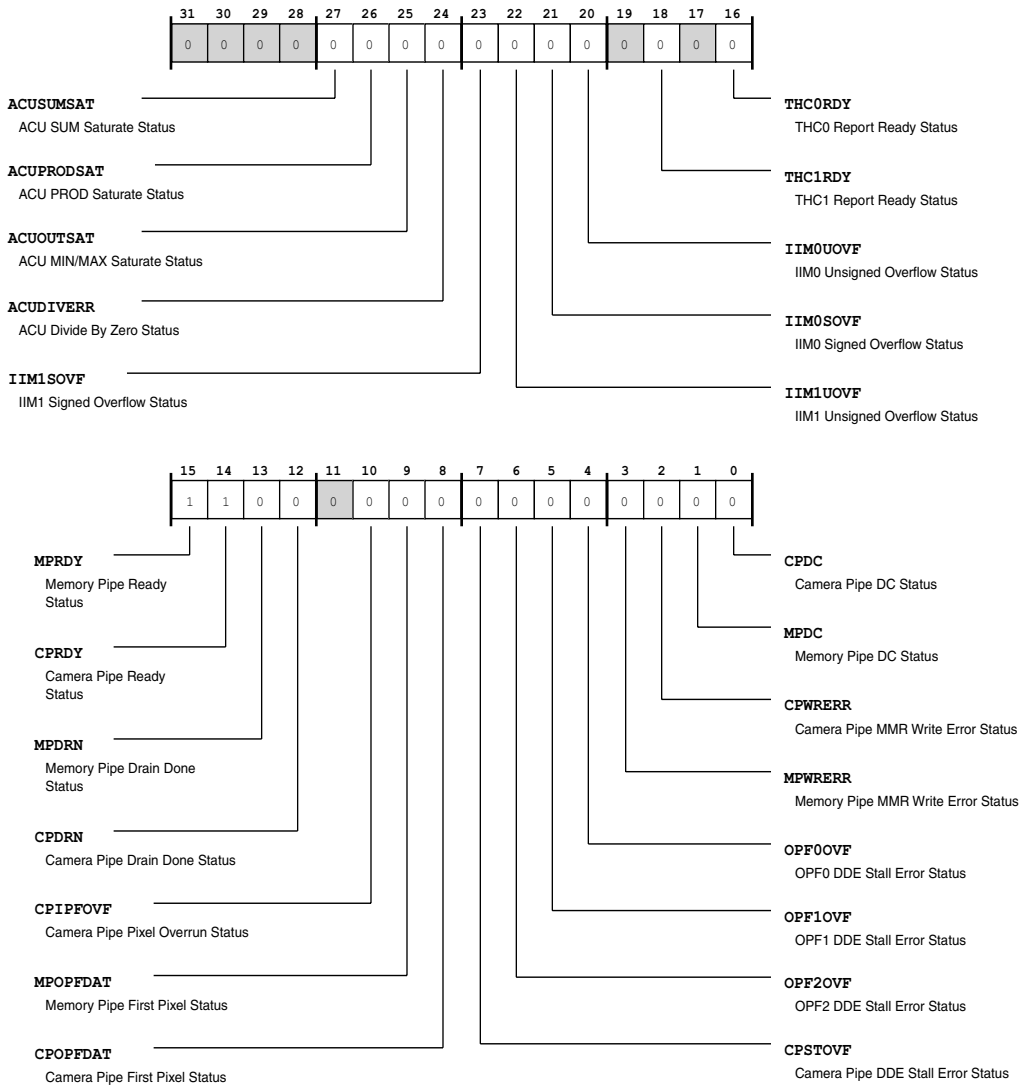 31 30 29 28 27 26 25 24 23 22 21 20 19 18 17 16
0 0 0 0 0 0 0 0 0 0 0 0 0 0 0 0
ACUSUMSAT
ACU SUM Saturate Status
ACUPRODSAT
ACU PROD Saturate Status
ACUOUTSAT
ACU MIN/MAX Saturate Status
ACUDIVERR
ACU Divide By Zero Status
IIM1SOVF
IIM1 Signed Overflow Status
THC0RDY
THC0 Report Ready Status
THC1RDY
THC1 Report Ready Status
IIM0UOVF
IIM0 Unsigned Overflow Status
IIM0SOVF
IIM0 Signed Overflow Status
IIM1UOVF
IIM1 Unsigned Overflow Status
15 14 13 12 11 10 9 8 7 6 5 4 3 2 1 0
1 1 0 0 0 0 0 0 0 0 0 0 0 0 0 0
MPRDY
Memory Pipe Ready
Status
CPRDY
Camera Pipe Ready
Status
MPDRN
Memory Pipe Drain Done
Status
CPDRN
Camera Pipe Drain Done Status
CPIPFOVF
Camera Pipe Pixel Overrun Status
MPOPFDAT
Memory Pipe First Pixel Status
CPOPFDAT
Camera Pipe First Pixel Status
CPDC
Camera Pipe DC Status
MPDC
Memory Pipe DC Status
CPWRERR
Camera Pipe MMR Write Error Status
MPWRERR
Memory Pipe MMR Write Error Status
OPF0OVF
OPF0 DDE Stall Error Status
OPF1OVF
OPF1 DDE Stall Error Status
OPF2OVF
OPF2 DDE Stall Error Status
CPSTOVF
Camera Pipe DDE Stall Error Status